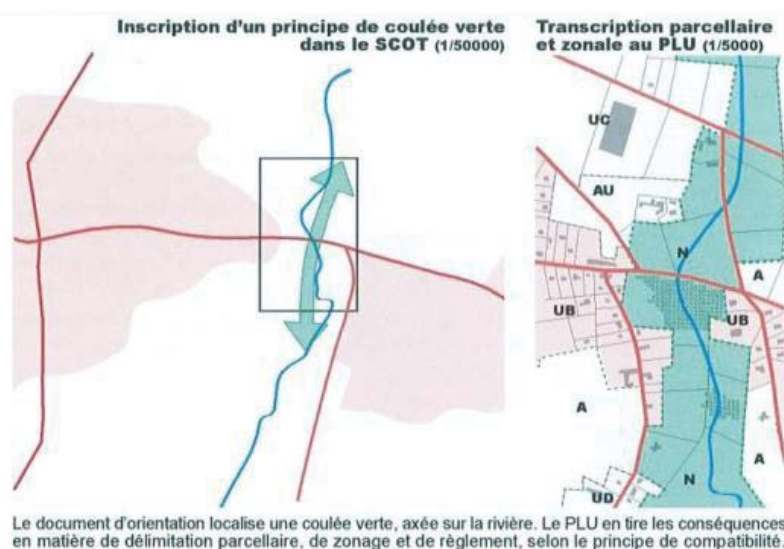 Inscription d'un principe de coulée verte
dans le SCOT (1/50000)
Transcription parcellaire
et zonale au PLU (1/5000)
UC
AU
N
A
UB
UB
A
A
N
UD
Le document d'orientation localise une coulée verte, axée sur la rivière. Le PLU en tire les conséquences
en matière de délimitation parcellaire, de zonage et de règlement, selon le principe de compatibilité.